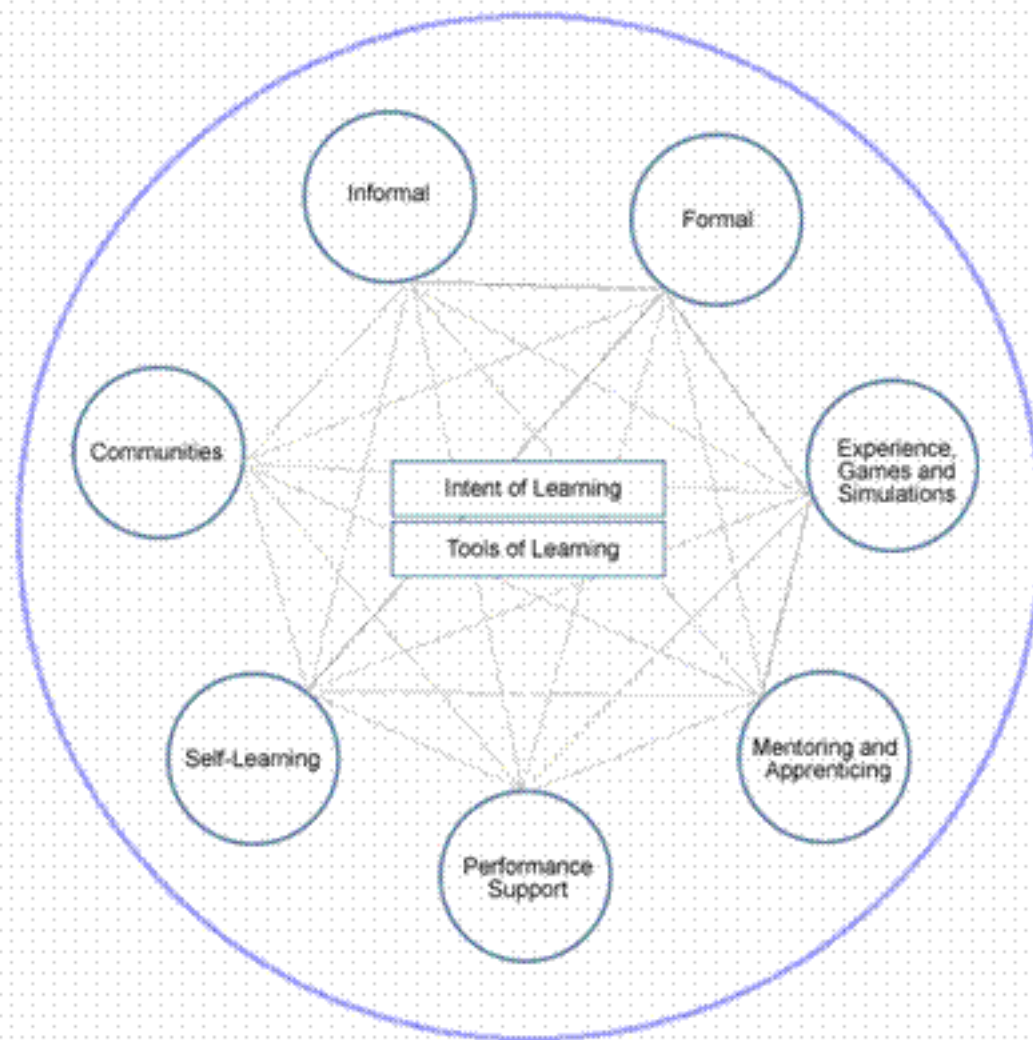 Informal
Formal
Communities
Experience,
Games and
Simulations
Intent of Learning
Tools of Learning
Self-Learning
Mentoring and
Apprenticing
Performance
Support